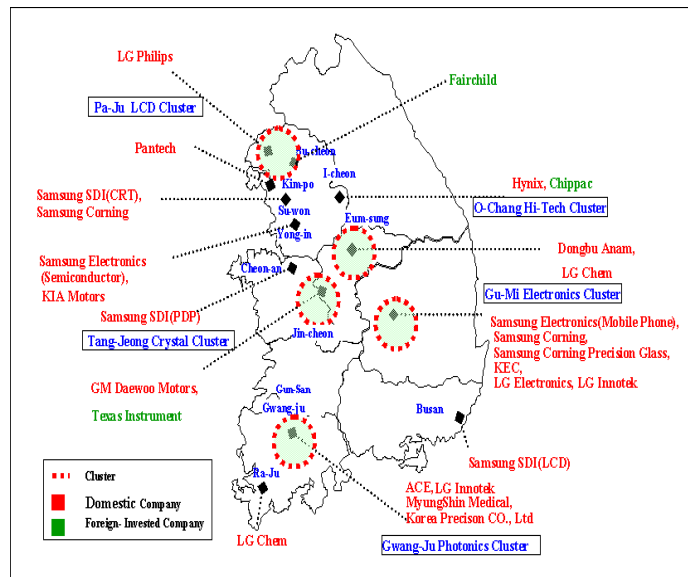 LG Philips
Fairchild
Pa-Ju LCD Cluster
Pantech
Bu-cheon
I-cheon
Kim-po
Hynix, Chippac
Samsung SDI(CRT),
Samsung Corning
O-Chang Hi-Tech Cluster
Su-won
Eum-sung
Yong-in
Dongbu Anam,
Samsung Electronics
(Semiconductor),
KIA Motors
Cheon-an
LG Chem
Gu-Mi Electronics Cluster
Samsung SDI(PDP)
Samsung Electronics(Mobile Phone),
Samsung Corning,
Samsung Corning Precision Glass,
KEC,
LG Electronics, LG Innotek
Tang-Jeong Crystal Cluster
Jin-cheon
GM Daewoo Motors,
Texas Instrument
Gun-San
Gwang-ju
Busan
Samsung SDI(LCD)
Ra-Ju
Cluster
Domestic Company
Foreign- Invested Company
ACE, LG Innotek
MyungShin Medical,
Korea Precison CO., Ltd
LG Chem
Gwang-Ju Photonics Cluster